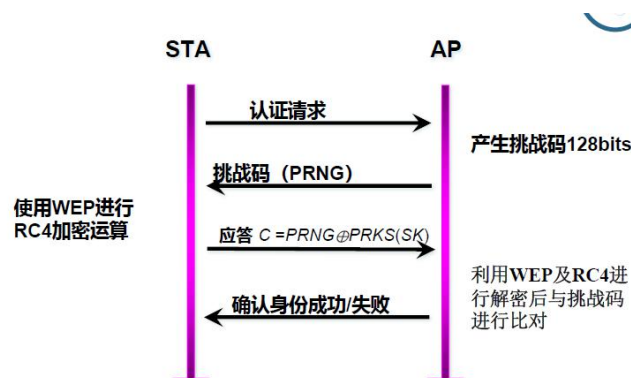 STA
AP
认证请求
产生挑战码128bits
挑战码（PRNG）
使用WEP进行
RC4加密运算
应答 C =PRNG⊕PRKS(SK)
利用WEP及RC4进
行解密后与挑战码
进行比对
确认身份成功/失败